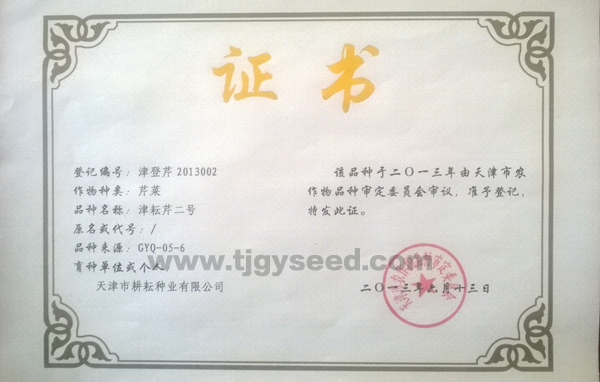 证书
登记编号：津登芹2013002
作物种类：芹菜
品种名称：津耘芹二号
原名或代号：/
品种来源：GYQ-05-6
育种单位或个人：
天津市耕耘种业有限公司
该品种于二〇一三年由天津市农
作物品种审定委员会审议，准予登记，
特发此证。
www.tjgyseed.com
二〇一三年九月十三日